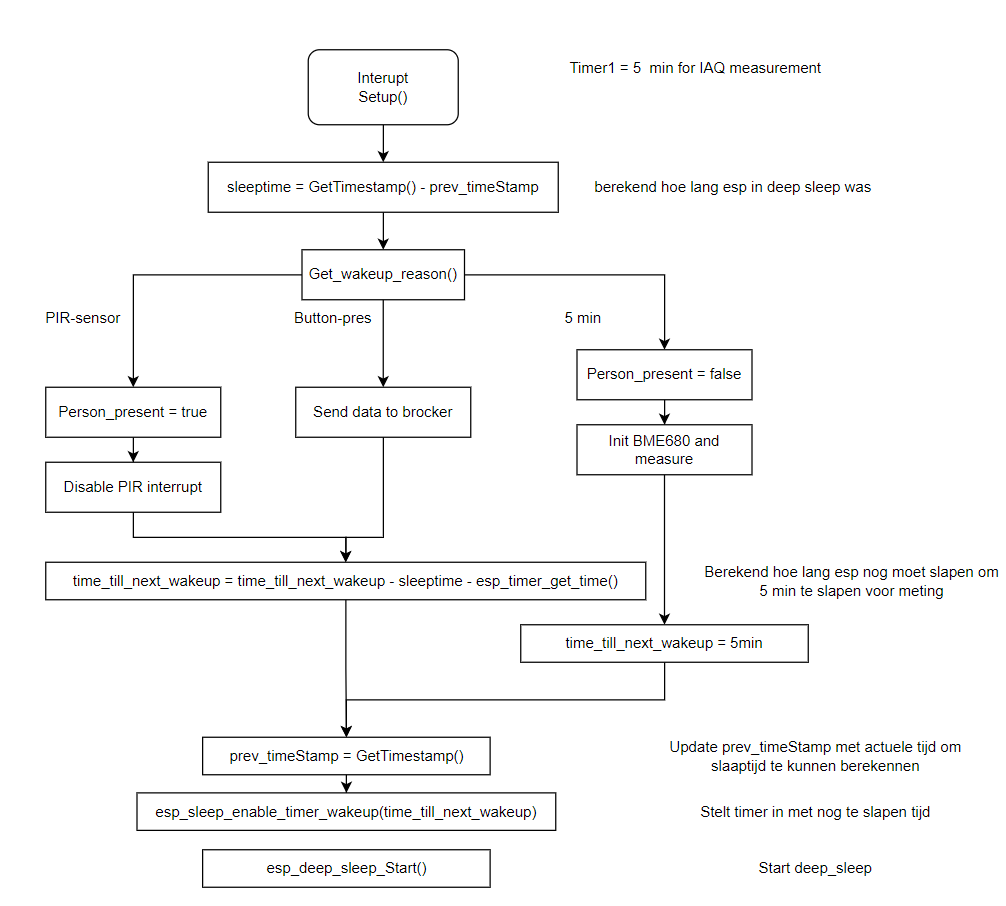 Interupt
Setup()
Timer1 = 5  min for IAQ measurement
sleeptime = GetTimestamp() - prev_timeStamp
berekend hoe lang esp in deep sleep was
Get_wakeup_reason()
PIR-sensor
Button-pres
5 min
Person_present = false
Person_present = true
Send data to brocker
Init BME680 and
measure
Disable PIR interrupt
time_till_next_wakeup = time_till_next_wakeup - sleeptime - esp_timer_get_time()
Berekend hoe lang esp nog moet slapen om
5 min te slapen voor meting
time_till_next_wakeup = 5min
prev_timeStamp = GetTimestamp()
Update prev_timeStamp met actuele tijd om
slaaptijd te kunnen berekennen
esp_sleep_enable_timer_wakeup(time_till_next_wakeup)
Stelt timer in met nog te slapen tijd
esp_deep_sleep_Start()
Start deep_sleep